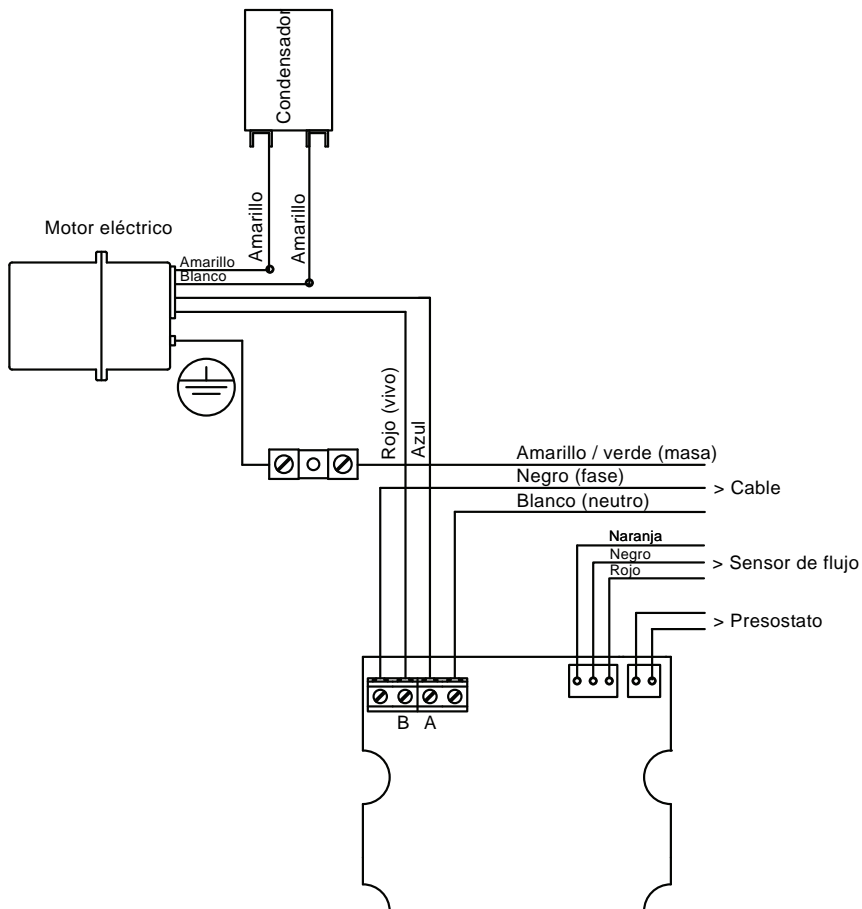 Condensador
Amarillo
Amarillo
Motor eléctrico
Amarillo
Blanco
Rojo (vivo)
Azul
Amarillo / verde (masa)
Negro (fase)
> Cable
Blanco (neutro)
Naranja
Negro
> Sensor de flujo
Rojo
> Presostato
B A